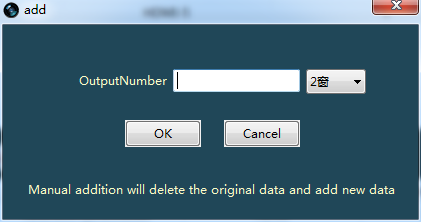 add
OutputNumber 2窗
OK Cancel
Manual addition will delete the original data and add new data